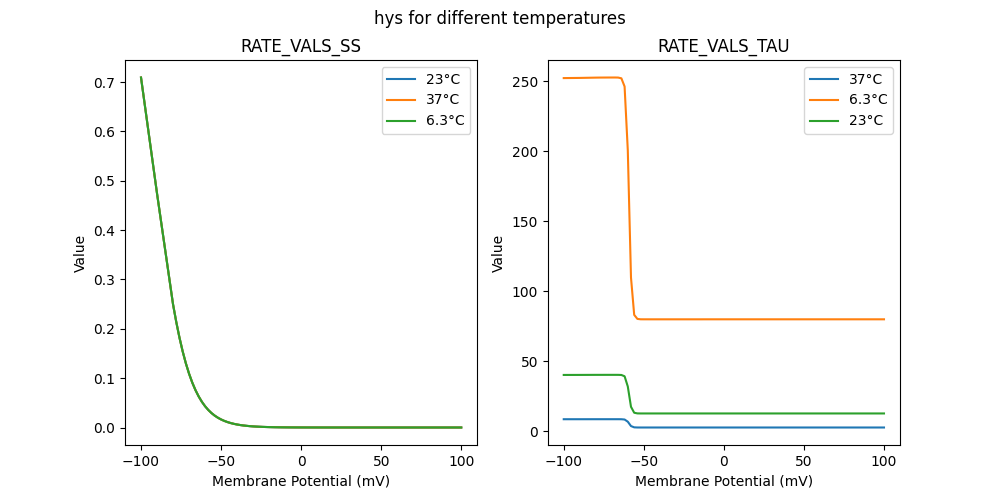 hys for different temperatures
RATE_VALS_SS
RATE_VALS_TAU
23°C
37°C
6.3°C
0.7
0.6
0.5
0.4
0.3
0.2
0.1
0.0
Value
−100
−50
0
50
100
Membrane Potential (mV)
37°C
6.3°C
23°C
250
200
150
100
50
0
Value
−100
−50
0
50
100
Membrane Potential (mV)